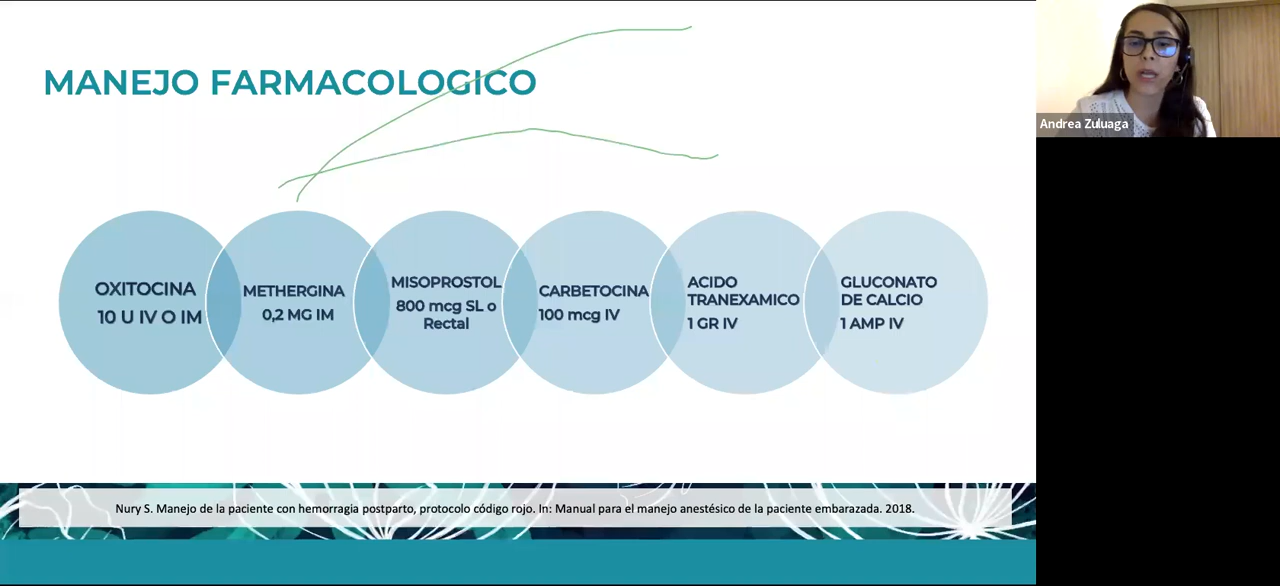 MANEJO FARMACOLOGICO
OXITOCINA
10 U IV O IM
METHERGINA
0,2 MG IM
MISOPROSTOL
800 mcg SL o
Rectal
CARBETOCINA
100 mcg IV
ACIDO
TRANEXAMICO
1 GR IV
GLUCONATO
DE CALCIO
1 AMP IV
Nury S. Manejo de la paciente con hemorragia postparto, protocolo código rojo. In: Manual para el manejo anestésico de la paciente embarazada. 2018.
Andrea Zuluaga